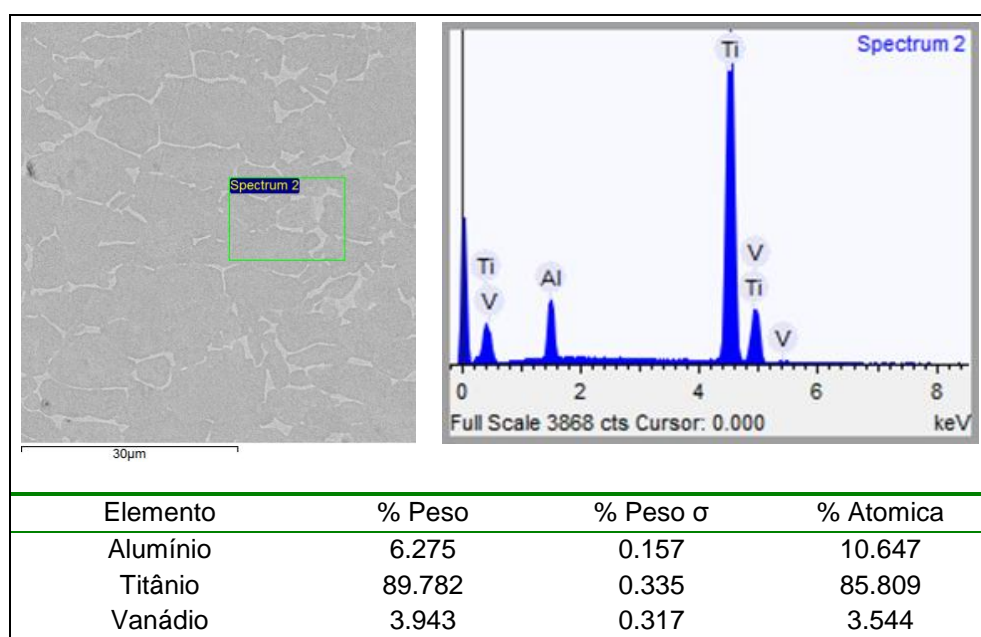 Spectrum 2
30µm
Spectrum 2
Ti
Ti
V
Al
V
Ti
V
0 2 4 6 8
Full Scale 3868 cts Cursor: 0.000 keV
Elemento % Peso % Peso σ % Atomica
Alumínio 6.275 0.157 10.647
Titânio 89.782 0.335 85.809
Vanádio 3.943 0.317 3.544